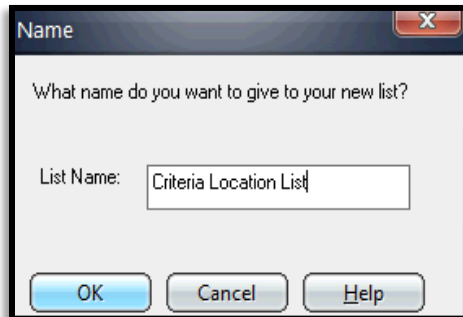 Name
What name do you want to give to your new list?
List Name: Criteria Location List
OK Cancel Help